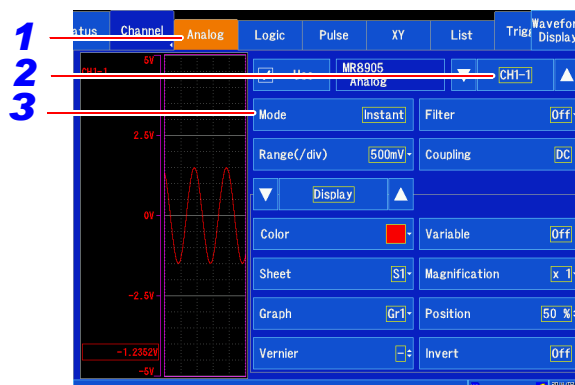 atus Channel Analog Logic Pulse XY List Trig Waveform Display
1
2
3
CH1-1
5V
2.5V
0V
-2.5V
-1.2352V
-5V
Use MR8905 Analog CH1-1
Mode Instant Filter Off
Range(/div) 500mV Coupling DC
Display
Color Variable Off
Sheet S1 Magnification x 1
Graph Gr1 Position 50 %
Vernier - Invert Off